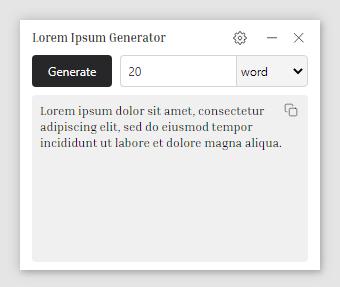 Lorem Ipsum Generator
Generate 20 word
Lorem ipsum dolor sit amet, consectetur
adipiscing elit, sed do eiusmod tempor
incididunt ut labore et dolore magna aliqua.